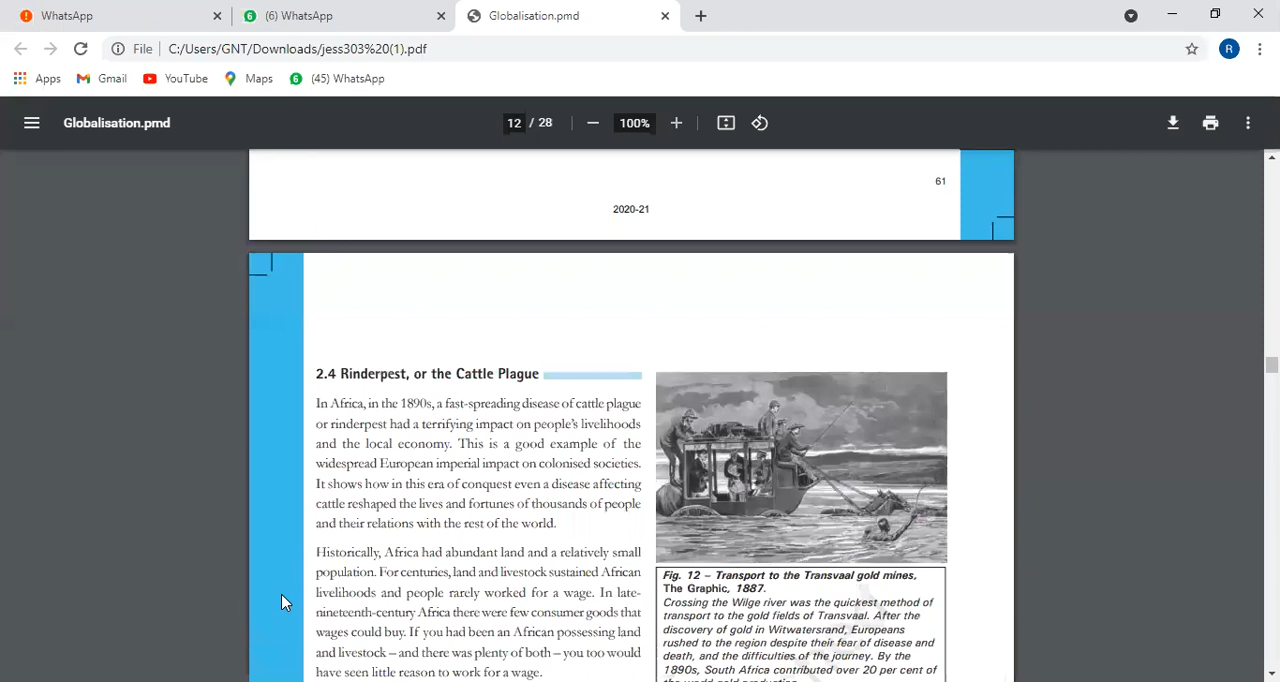 WhatsApp
6
(6) WhatsApp
Globalisation.pmd
File
C:/Users/GNT/Downloads/jess303%20(1).pdf
R
Apps
Gmail
YouTube
Maps
6
(45) WhatsApp
Globalisation.pmd
12 / 28
100%
61
2020-21
2.4 Rinderpest, or the Cattle Plague
In Africa, in the 1890s, a fast-spreading disease of cattle plague
or rinderpest had a terrifying impact on people's livelihoods
and the local economy. This is a good example of the
widespread European imperial impact on colonised societies.
It shows how in this era of conquest even a disease affecting
cattle reshaped the lives and fortunes of thousands of people
and their relations with the rest of the world.
Historically, Africa had abundant land and a relatively small
population. For centuries, land and livestock sustained African
livelihoods and people rarely worked for a wage. In late-
nineteenth-century Africa there were few consumer goods that
wages could buy. If you had been an African possessing land
and livestock – and there was plenty of both – you too would
have seen little reason to work for a wage.
Fig. 12 – Transport to the Transvaal gold mines,
The Graphic, 1887.
Crossing the Wilge river was the quickest method of
transport to the gold fields of Transvaal. After the
discovery of gold in Witwatersrand, Europeans
rushed to the region despite their fear of disease and
death, and the difficulties of the journey. By the
1890s, South Africa contributed over 20 per cent of
the world gold production.